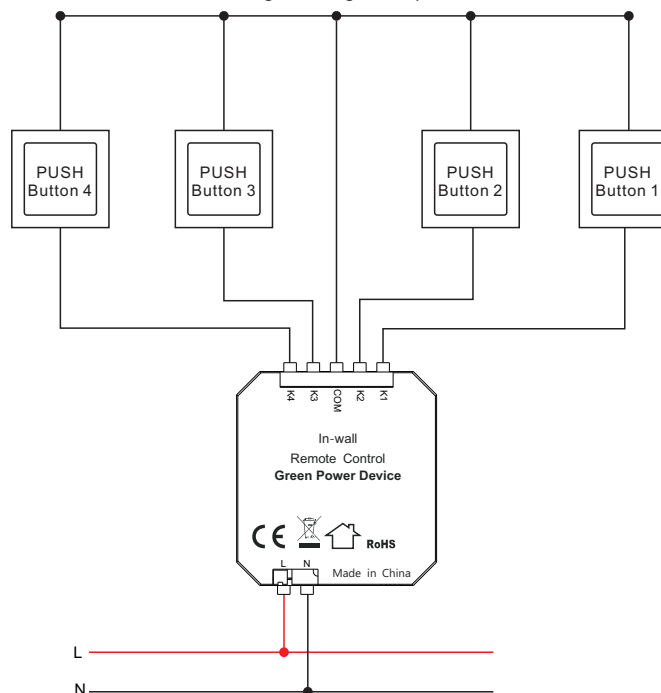 PUSH
Button 4
PUSH
Button 3
PUSH
Button 2
PUSH
Button 1
K4
K3
COM
K2
K1
In-wall
Remote Control
Green Power Device
CE
RoHS
L
N
Made in China
L
N